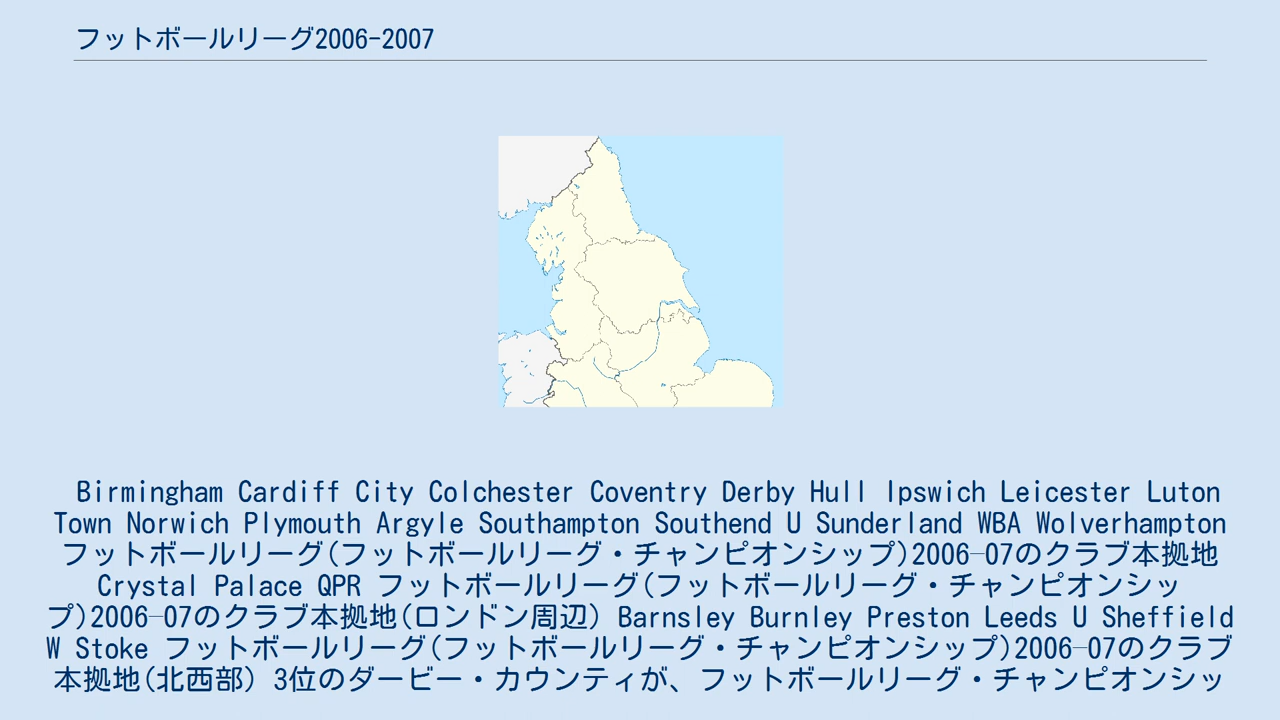 フットボールリーグ2006-2007
Birmingham Cardiff City Colchester Coventry Derby Hull Ipswich Leicester Luton
Town Norwich Plymouth Argyle Southampton Southend U Sunderland WBA Wolverhampton
フットボールリーグ(フットボールリーグ・チャンピオンシップ)2006–07のクラブ本拠地
Crystal Palace QPR フットボールリーグ(フットボールリーグ・チャンピオンシッ
プ)2006–07のクラブ本拠地(ロンドン周辺) Barnsley Burnley Preston Leeds U Sheffield
W Stoke フットボールリーグ(フットボールリーグ・チャンピオンシップ)2006–07のクラブ
本拠地(北西部) 3位のダービー・カウンティが、フットボールリーグ・チャンピオンシッ